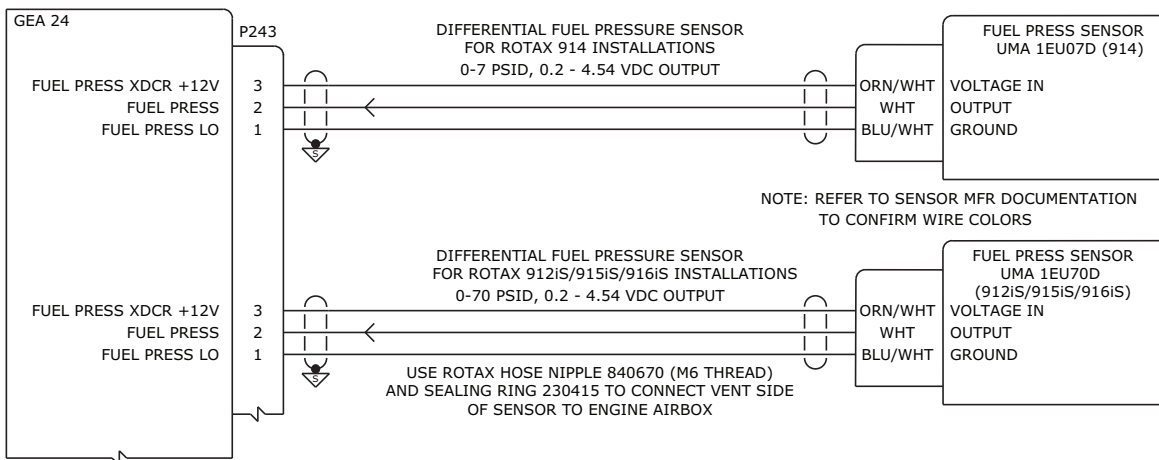 GEA 24
P243
DIFFERENTIAL FUEL PRESSURE SENSOR
FOR ROTAX 914 INSTALLATIONS
0-7 PSID, 0.2 - 4.54 VDC OUTPUT
FUEL PRESS SENSOR
UMA 1EU07D (914)
FUEL PRESS XDCR +12V 3 ORN/WHT VOLTAGE IN
FUEL PRESS 2 WHT OUTPUT
FUEL PRESS LO 1 BLU/WHT GROUND
S
NOTE: REFER TO SENSOR MFR DOCUMENTATION
TO CONFIRM WIRE COLORS
DIFFERENTIAL FUEL PRESSURE SENSOR
FOR ROTAX 912iS/915iS/916iS INSTALLATIONS
0-70 PSID, 0.2 - 4.54 VDC OUTPUT
FUEL PRESS SENSOR
UMA 1EU70D
(912iS/915iS/916iS)
FUEL PRESS XDCR +12V 3 ORN/WHT VOLTAGE IN
FUEL PRESS 2 WHT OUTPUT
FUEL PRESS LO 1 BLU/WHT GROUND
S
USE ROTAX HOSE NIPPLE 840670 (M6 THREAD)
AND SEALING RING 230415 TO CONNECT VENT SIDE
OF SENSOR TO ENGINE AIRBOX